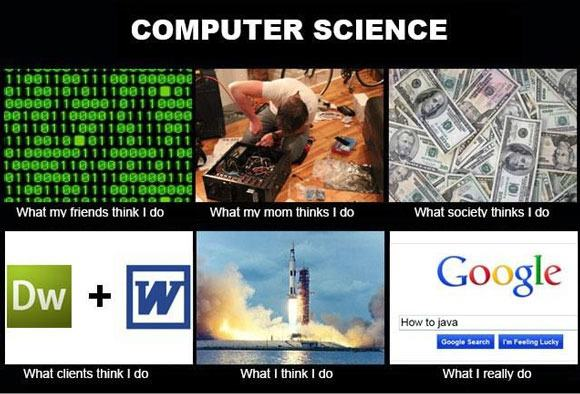 COMPUTER SCIENCE
What my friends think I do
What my mom thinks I do
What society thinks I do
Dw + W
Google
How to java
Google Search I'm Feeling Lucky
What clients think I do
What I think I do
What I really do